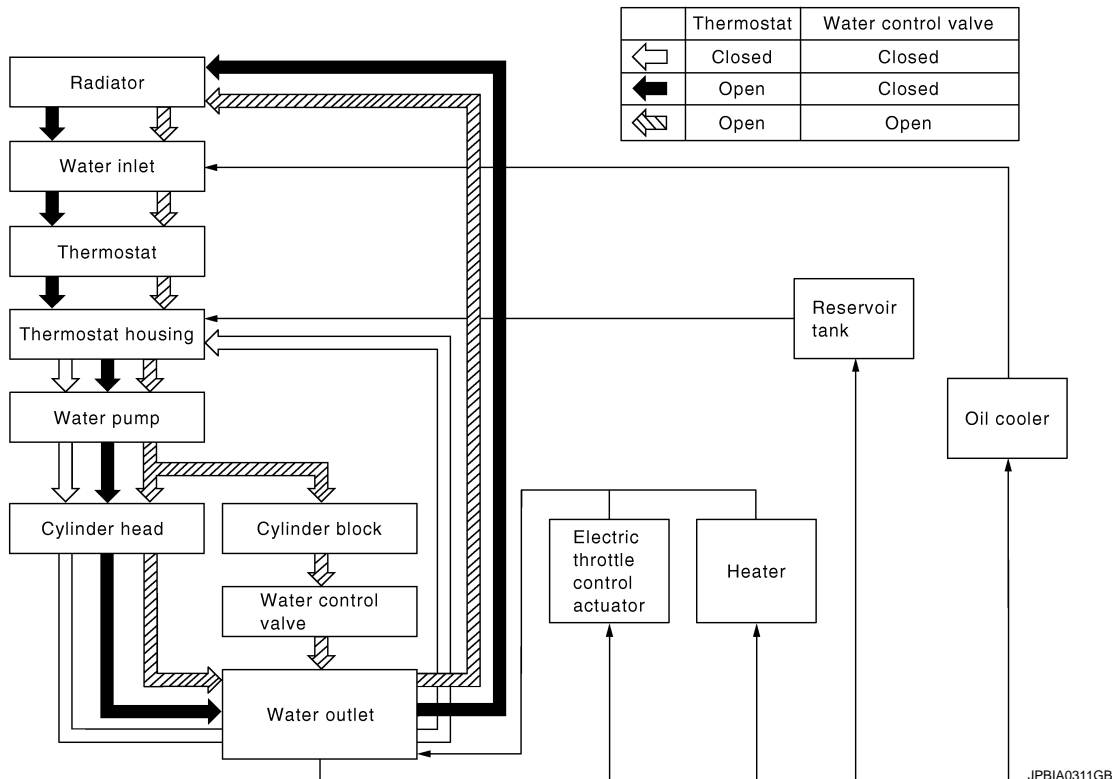 Thermostat Water control valve
Closed Closed
Open Closed
Open Open
Radiator
Water inlet
Thermostat
Thermostat housing
Water pump
Cylinder head
Cylinder block
Water control
valve
Water outlet
Electric
throttle
control
actuator
Heater
Reservoir
tank
Oil cooler
JPBIA0311GB